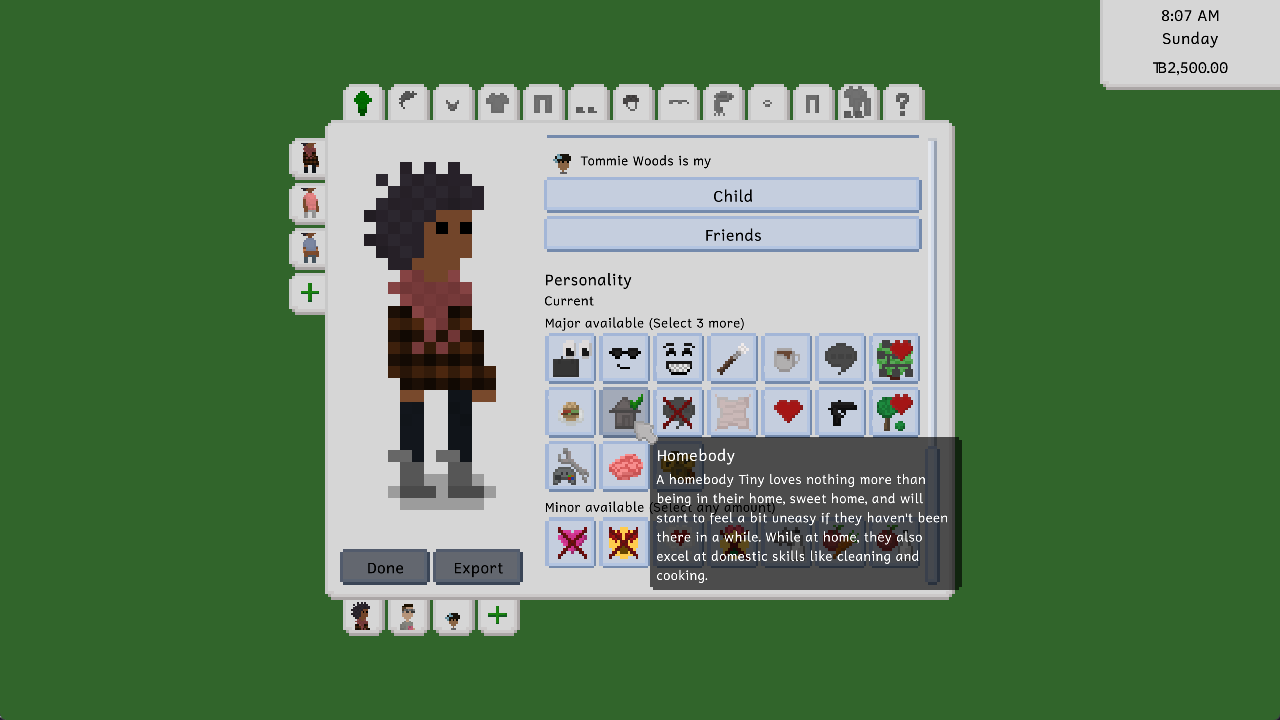 8:07 AM
Sunday
ƁB2,500.00
Tommie Woods is my
Child
Friends
Personality
Current
Major available (Select 3 more)
Homebody
A homebody Tiny loves nothing more than
being in their home, sweet home, and will
start to feel a bit uneasy if they haven't been
there in a while. While at home, they also
excel at domestic skills like cleaning and
cooking.
Minor available (Select any amount)
Done
Export